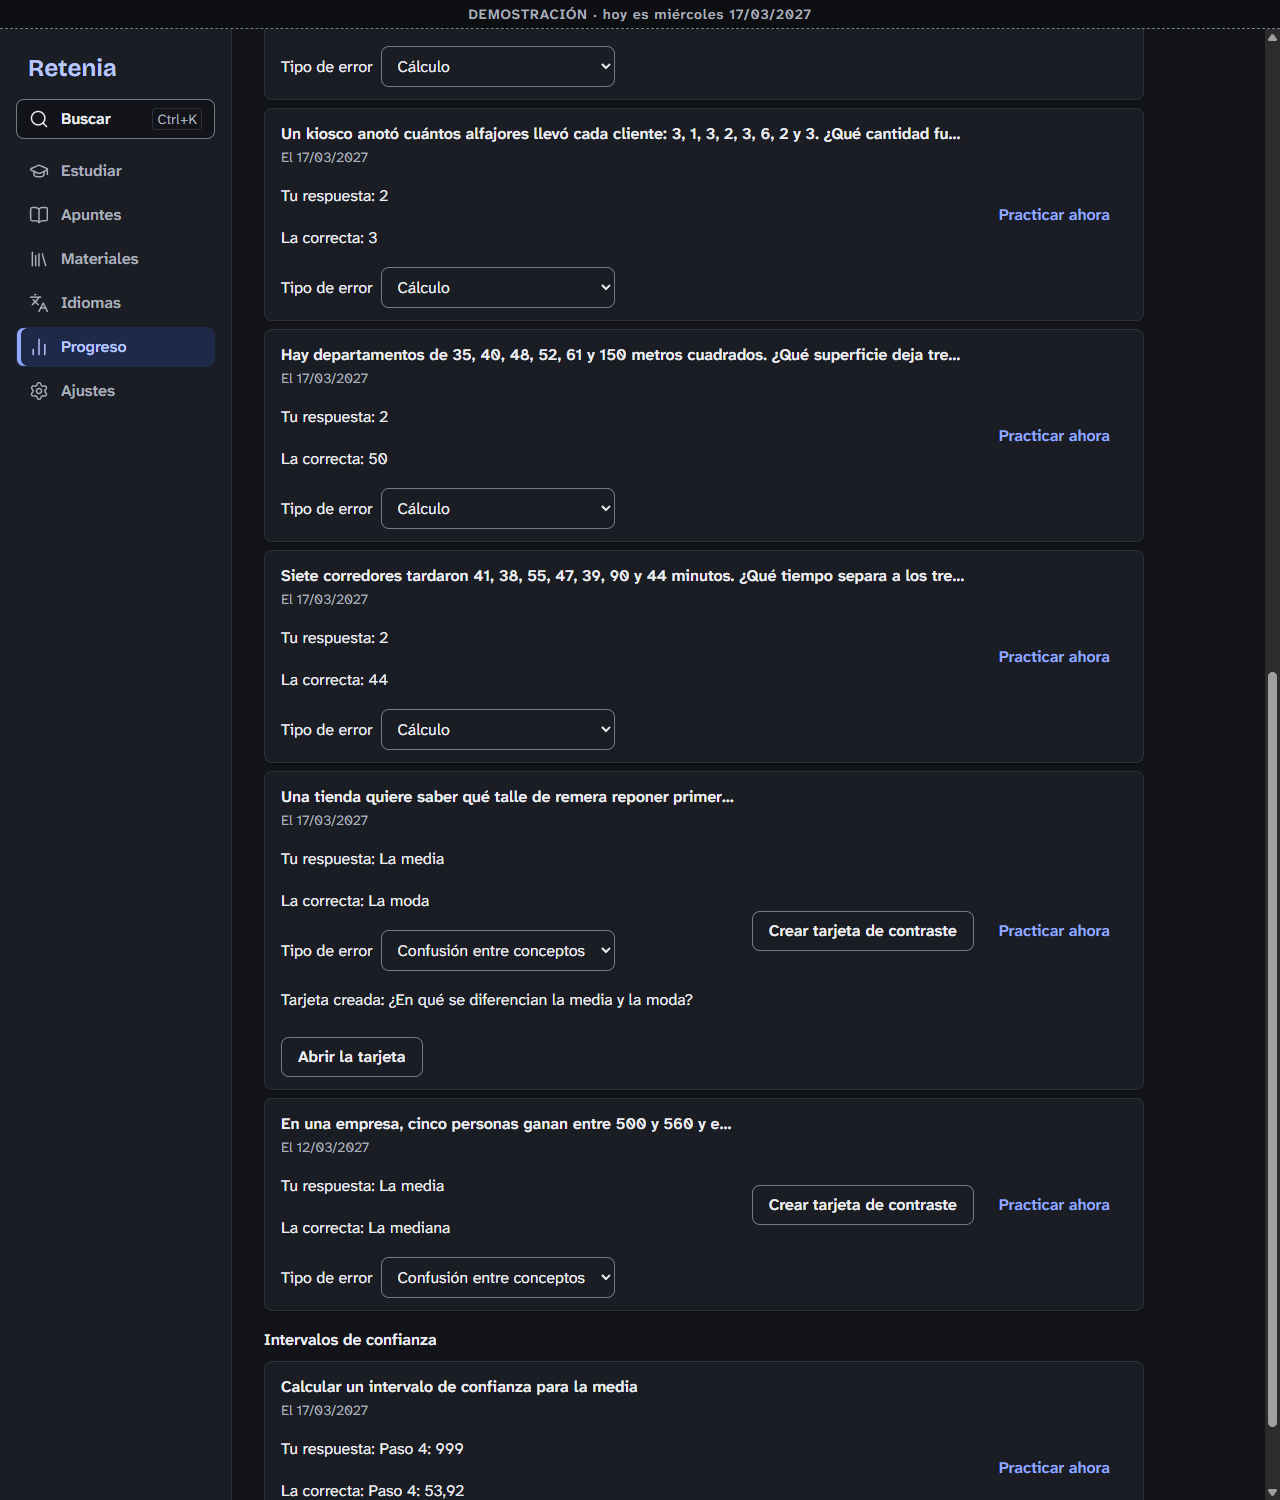 DEMOSTRACIÓN · hoy es miércoles 17/03/2027
Retenia
Buscar Ctrl+K
Estudiar
Apuntes
Materiales
Idiomas
Progreso
Ajustes
Tipo de error Cálculo
Un kiosco anotó cuántos alfajores llevó cada cliente: 3, 1, 3, 2, 3, 6, 2 y 3. ¿Qué cantidad fu...
El 17/03/2027
Tu respuesta: 2
La correcta: 3
Tipo de error Cálculo
Practicar ahora
Hay departamentos de 35, 40, 48, 52, 61 y 150 metros cuadrados. ¿Qué superficie deja tre...
El 17/03/2027
Tu respuesta: 2
La correcta: 50
Tipo de error Cálculo
Practicar ahora
Siete corredores tardaron 41, 38, 55, 47, 39, 90 y 44 minutos. ¿Qué tiempo separa a los tre...
El 17/03/2027
Tu respuesta: 2
La correcta: 44
Tipo de error Cálculo
Practicar ahora
Una tienda quiere saber qué talle de remera reponer primer...
El 17/03/2027
Tu respuesta: La media
La correcta: La moda
Tipo de error Confusión entre conceptos
Tarjeta creada: ¿En qué se diferencian la media y la moda?
Abrir la tarjeta
Crear tarjeta de contraste
Practicar ahora
En una empresa, cinco personas ganan entre 500 y 560 y e...
El 12/03/2027
Tu respuesta: La media
La correcta: La mediana
Tipo de error Confusión entre conceptos
Crear tarjeta de contraste
Practicar ahora
Intervalos de confianza
Calcular un intervalo de confianza para la media
El 17/03/2027
Tu respuesta: Paso 4: 999
La correcta: Paso 4: 53,92
Practicar ahora